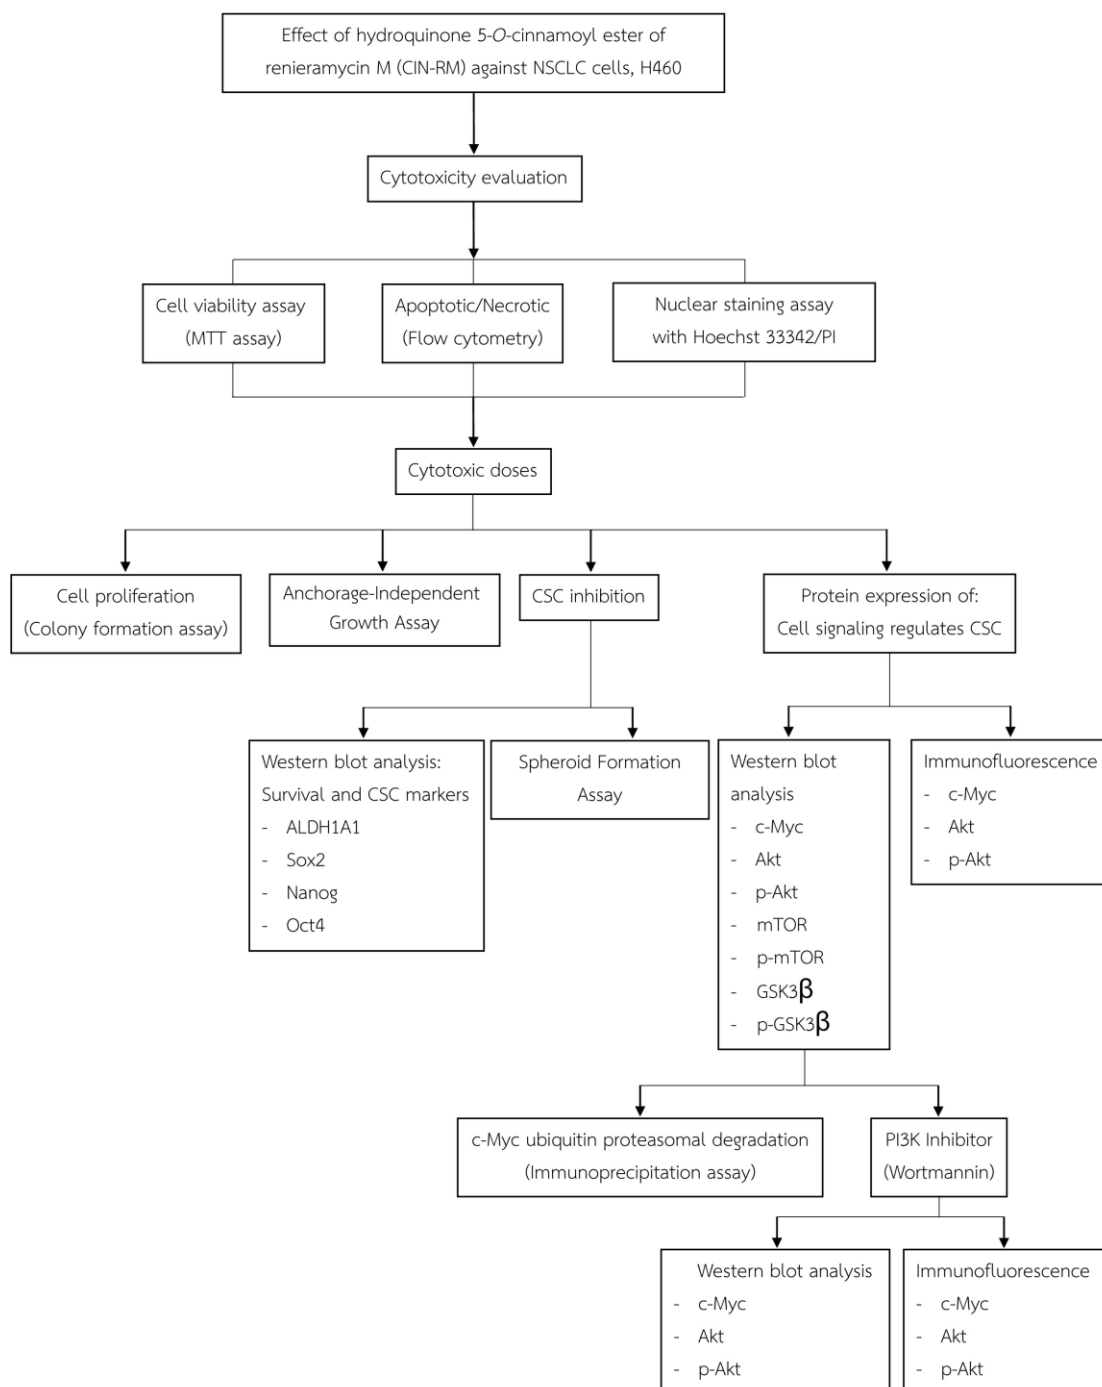 Effect of hydroquinone 5-O-cinnamoyl ester of
renieramycin M (CIN-RM) against NSCLC cells, H460
Cytotoxicity evaluation
Cell viability assay
(MTT assay)
Apoptotic/Necrotic
(Flow cytometry)
Nuclear staining assay
with Hoechst 33342/PI
Cytotoxic doses
Cell proliferation
(Colony formation assay)
Anchorage-Independent
Growth Assay
CSC inhibition
Protein expression of:
Cell signaling regulates CSC
Western blot analysis:
Survival and CSC markers
- ALDH1A1
- Sox2
- Nanog
- Oct4
Spheroid Formation
Assay
Western blot
analysis
- c-Myc
- Akt
- p-Akt
- mTOR
- p-mTOR
- GSK3β
- p-GSK3β
Immunofluorescence
- c-Myc
- Akt
- p-Akt
c-Myc ubiquitin proteasomal degradation
(Immunoprecipitation assay)
PI3K Inhibitor
(Wortmannin)
Western blot analysis
- c-Myc
- Akt
- p-Akt
Immunofluorescence
- c-Myc
- Akt
- p-Akt